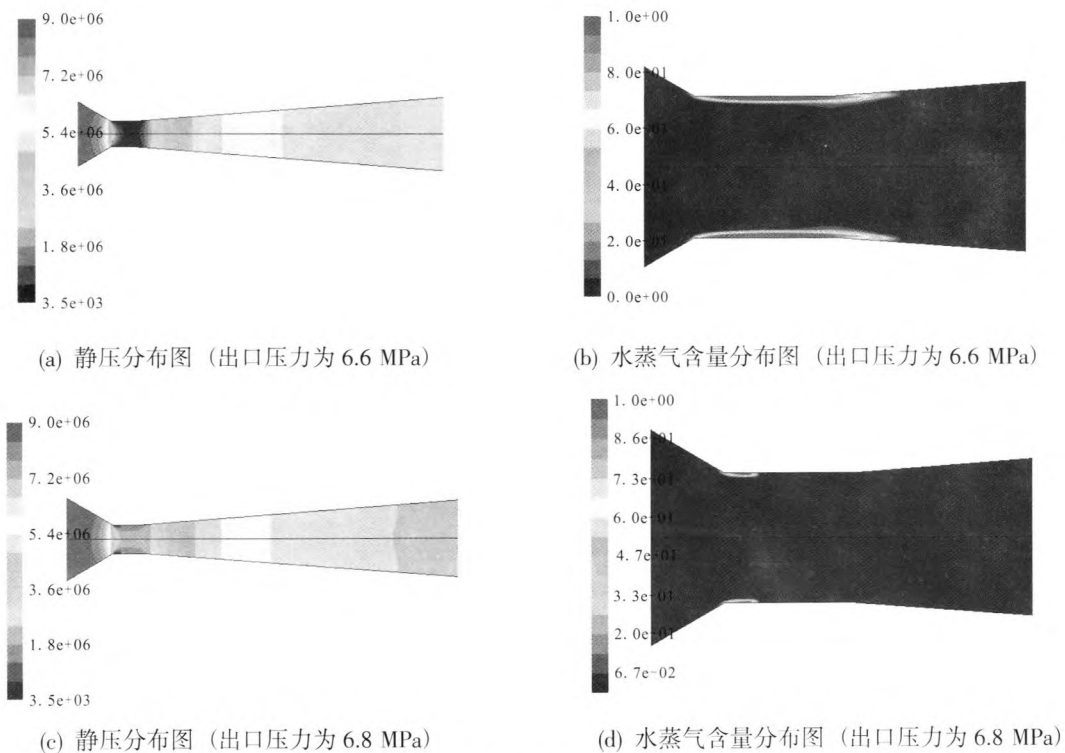 9.0e+06
7.2e+06
5.4e+06
3.6e+06
1.8e+06
3.5e+03
(a) 静压分布图（出口压力为 6.6 MPa）
1.0e+00
8.0e-01
6.0e-01
4.0e-01
2.0e-01
0.0e+00
(b) 水蒸气含量分布图（出口压力为 6.6 MPa）
9.0e+06
7.2e+06
5.4e+06
3.6e+06
1.8e+06
3.5e+03
(c) 静压分布图（出口压力为 6.8 MPa）
1.0e+00
8.6e-01
7.3e-01
6.0e-01
4.7e-01
3.3e-01
2.0e-01
6.7e-02
(d) 水蒸气含量分布图（出口压力为 6.8 MPa）